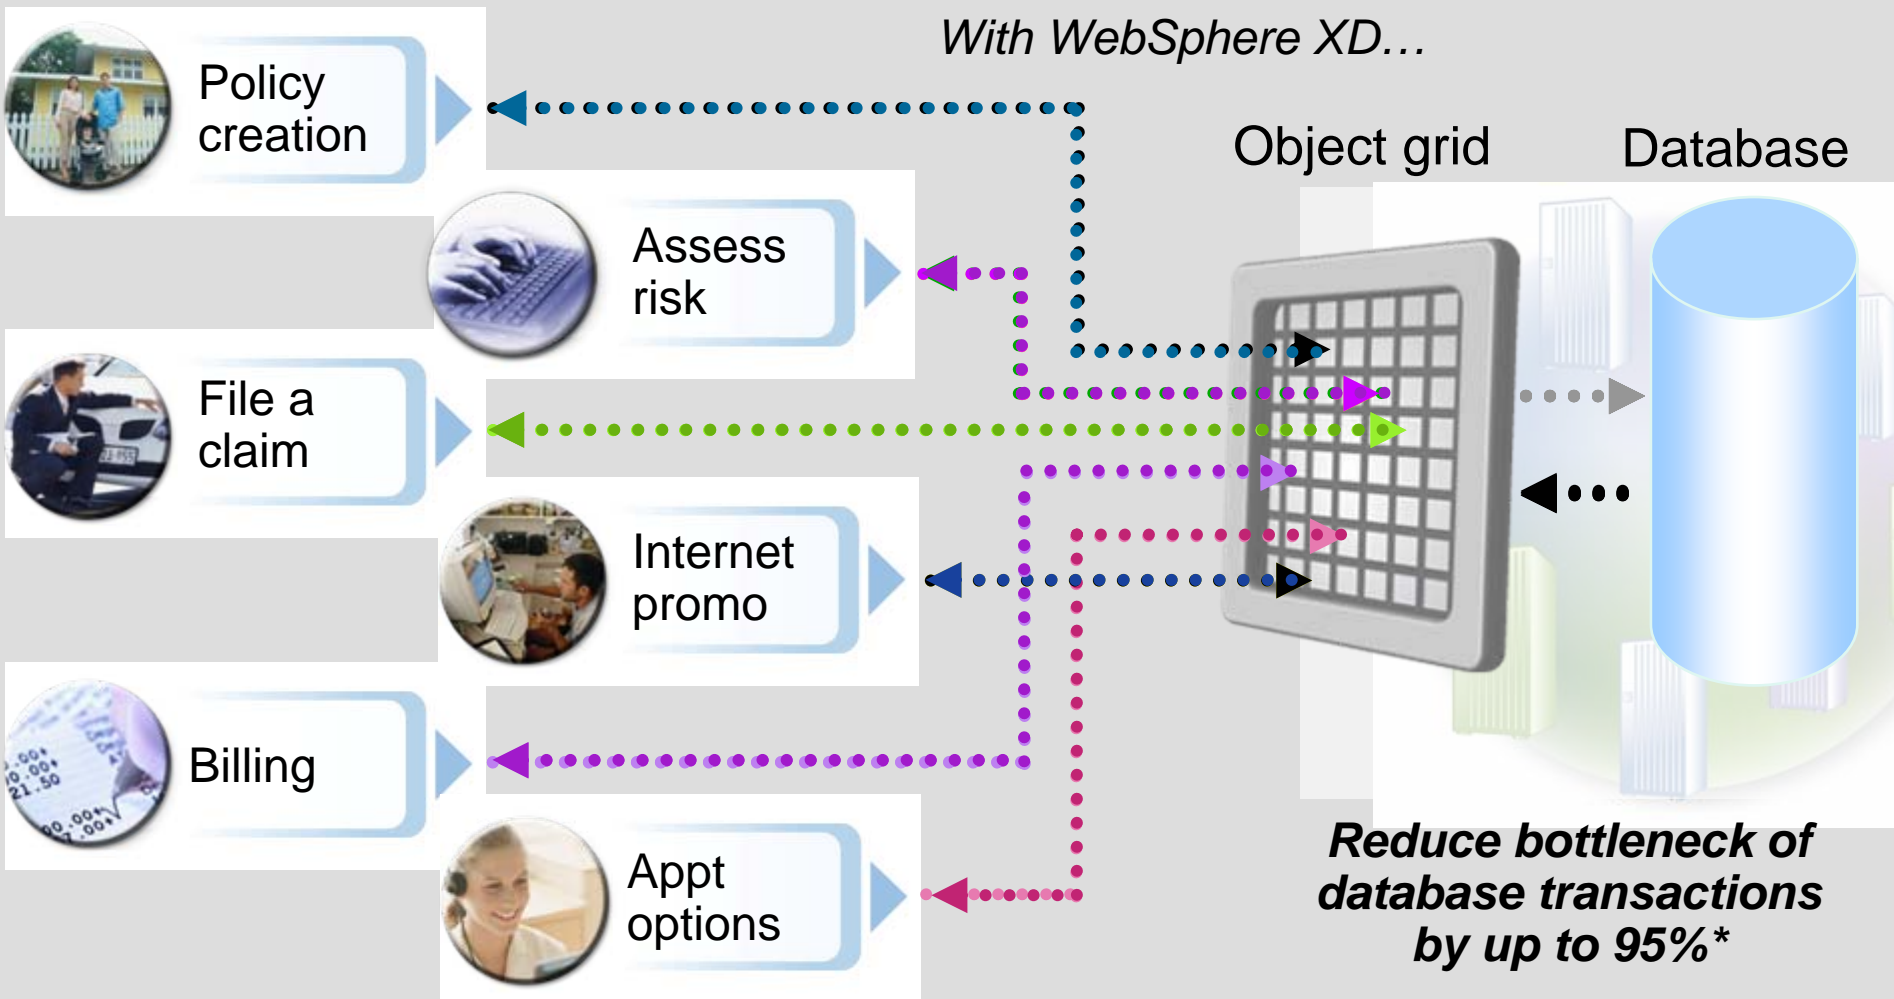 With WebSphere XD…
Policy
creation
Object grid
Database
Assess
risk
File a
claim
Internet
promo
Billing
Appt
options
Reduce bottleneck of
database transactions
by up to 95%*